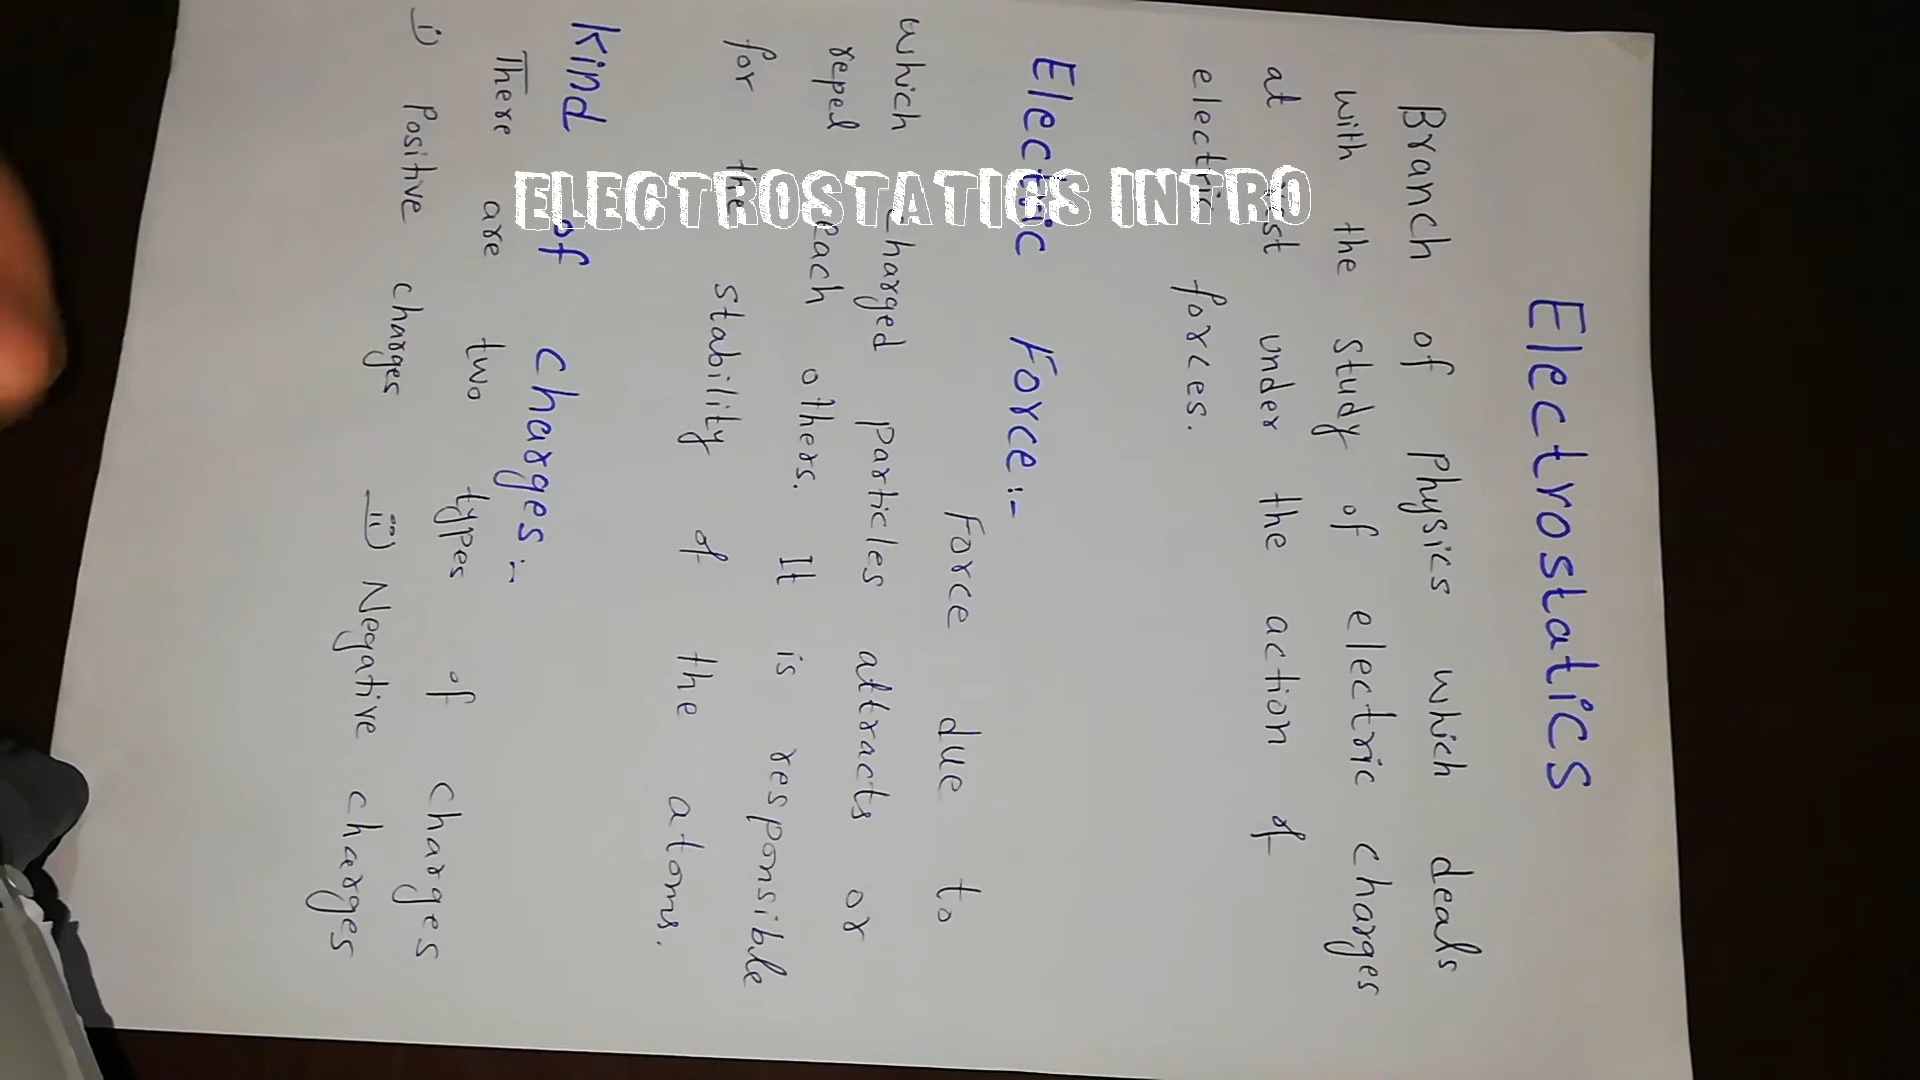 Electrostatics
Branch of Physics which deals
with the study of electric charges
at rest under the action of
electric forces.
Electric Force:-
Force due to
which charged particles attracts or
repel each others. It is responsible
for the stability of the atoms.
Kind of charges:-
There are two types of charges
i) Positive charges ii) Negative charges
ELECTROSTATICS INTRO